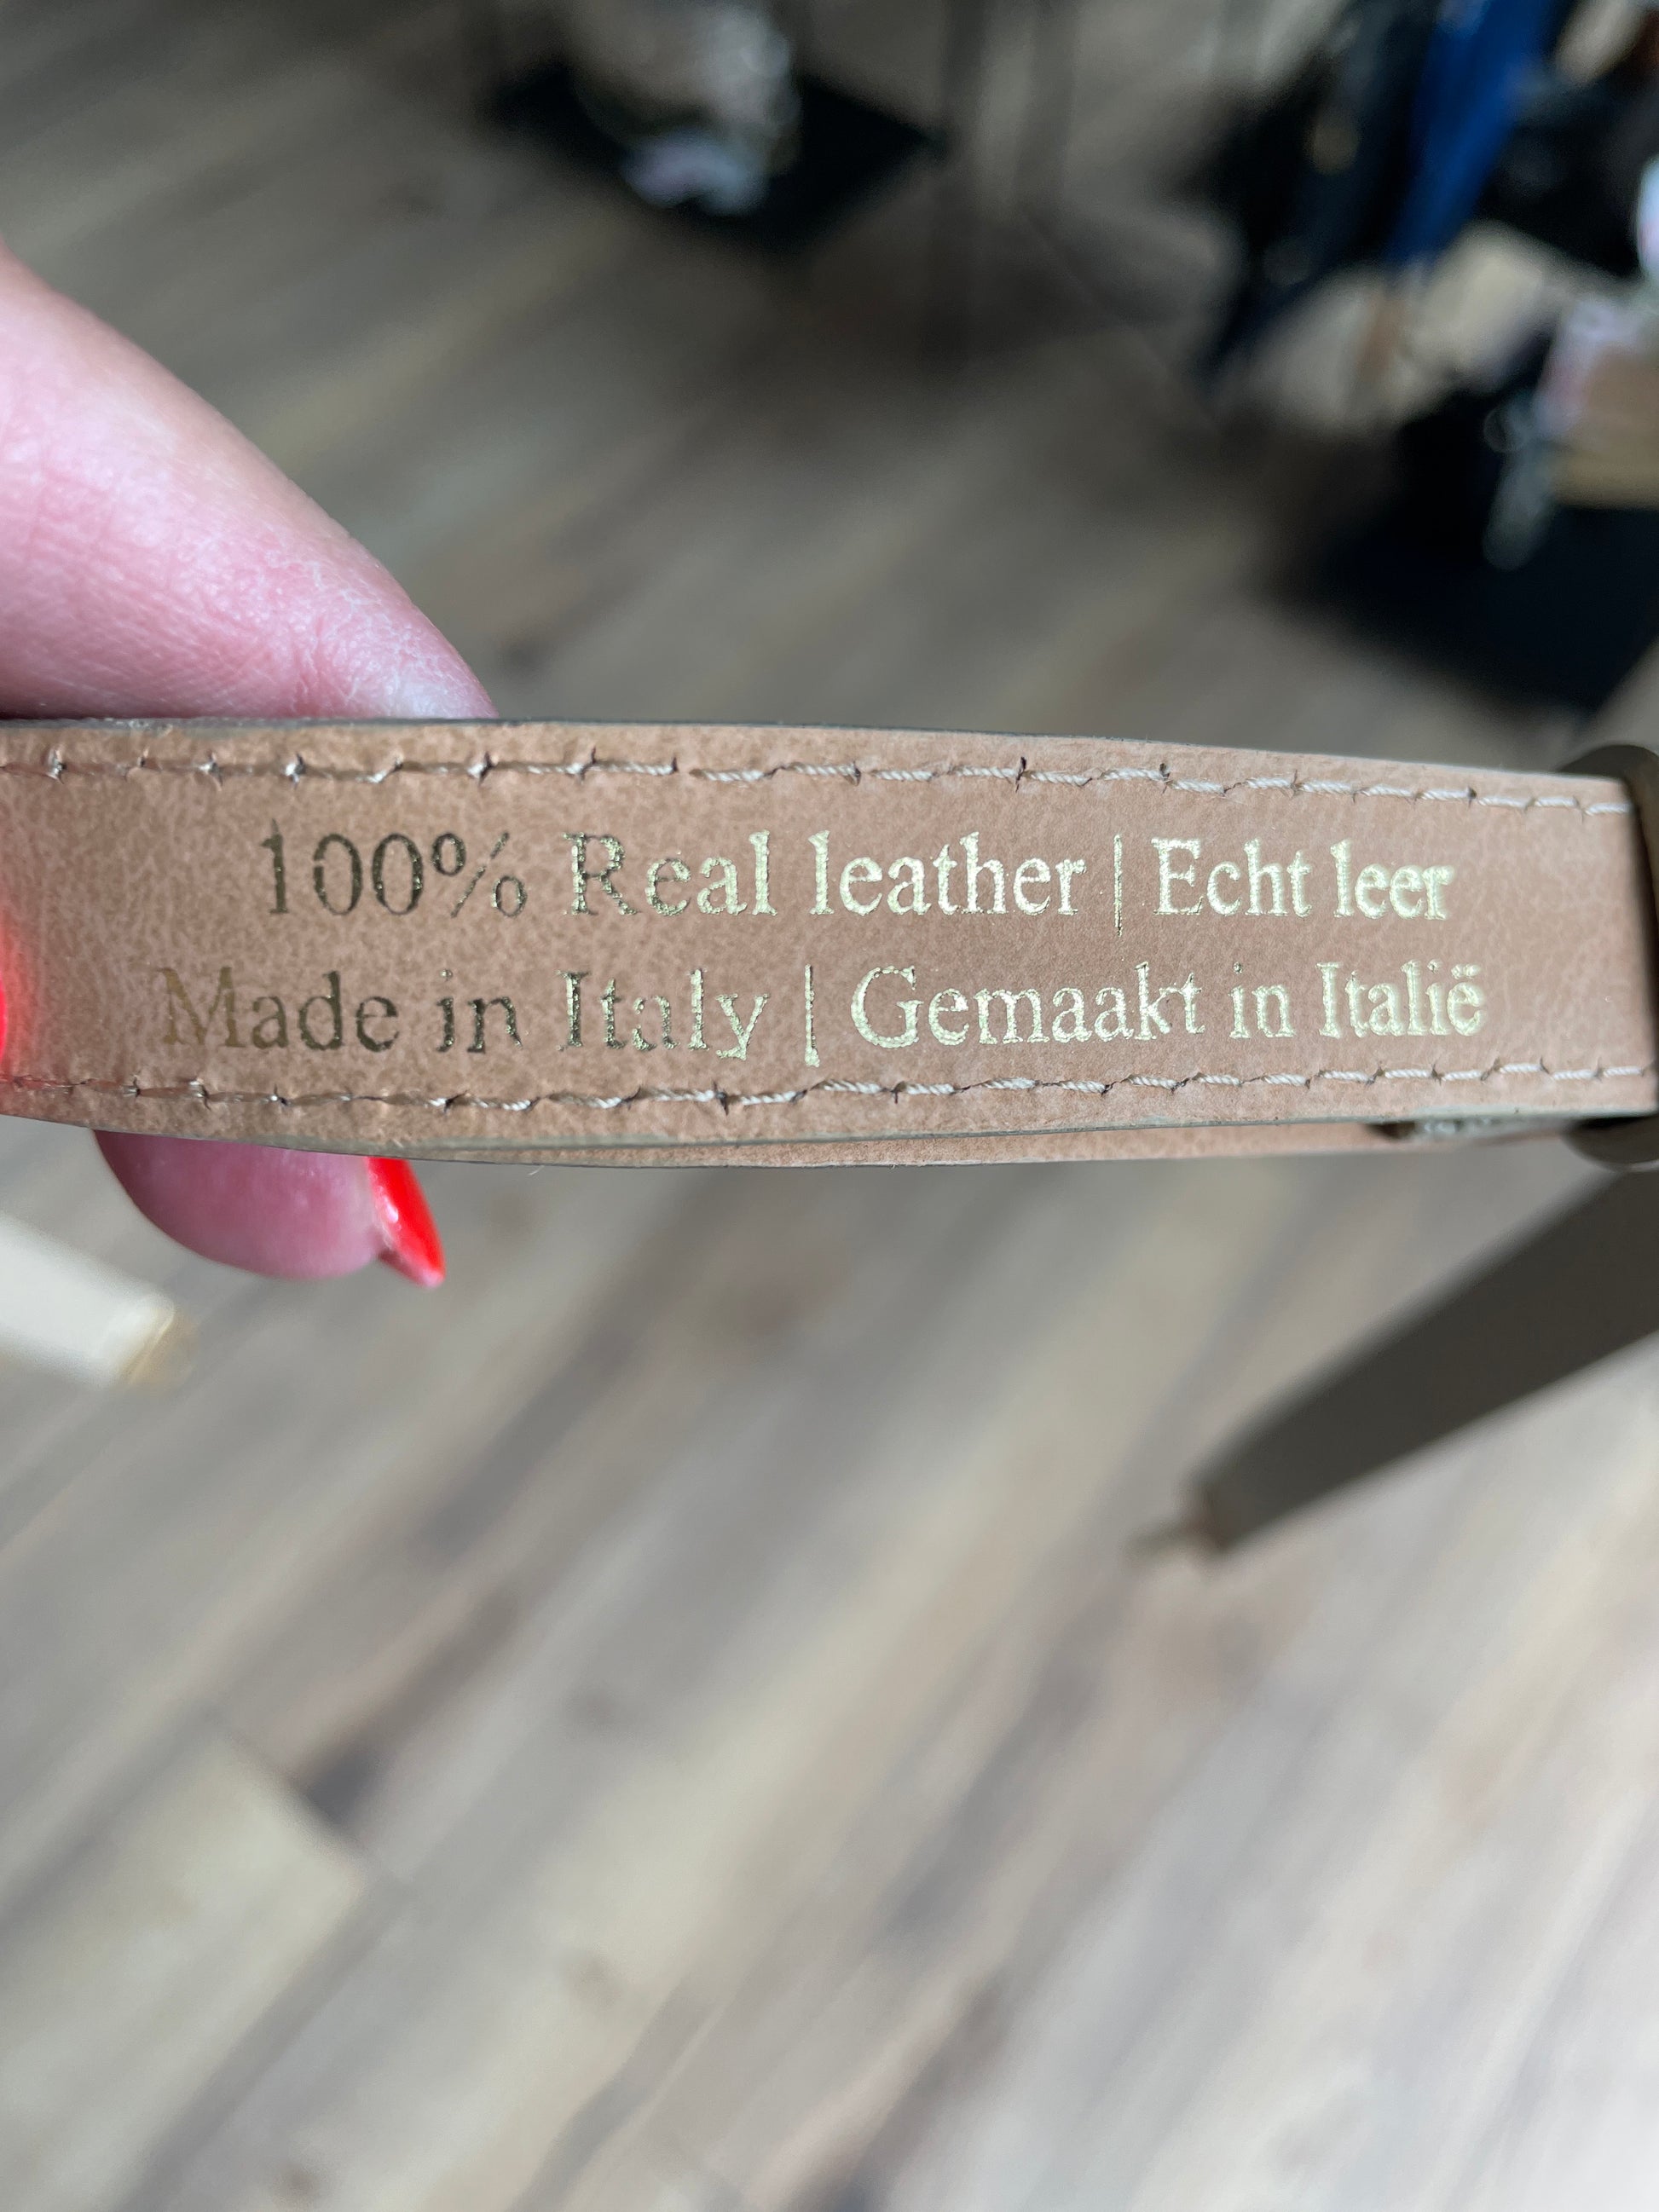 100% Real leather | Echt leer
Made in Italy | Gemaakt in Italië